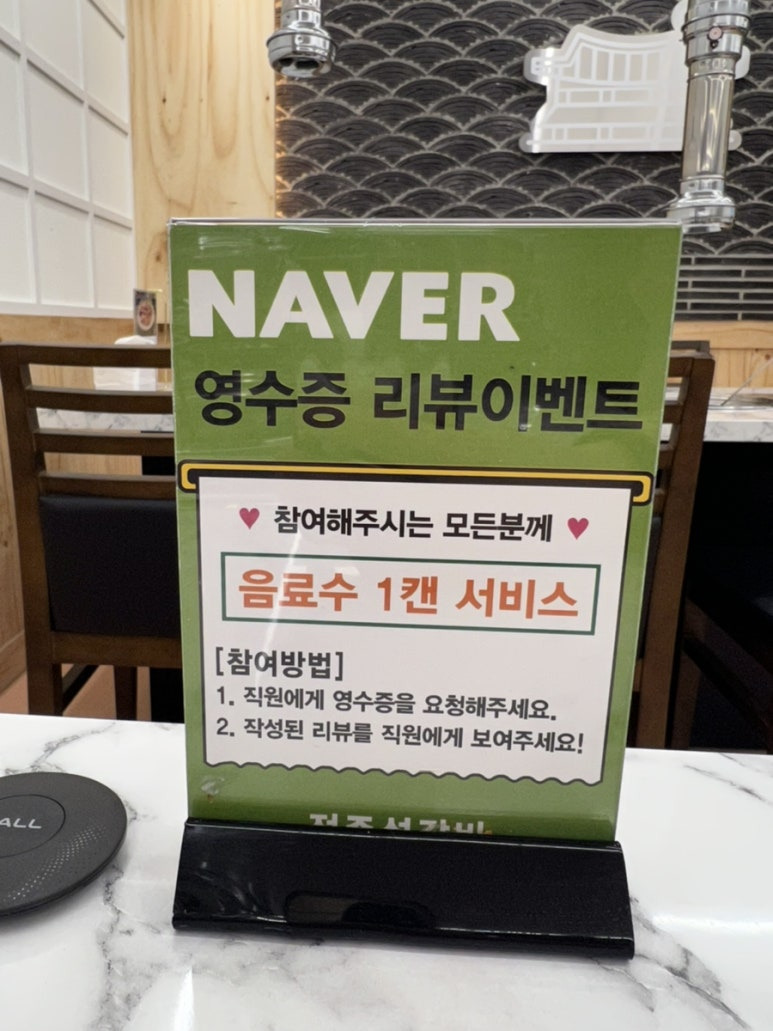 NAVER
영수증 리뷰이벤트
♥ 참여해주시는 모든분께 ♥
음료수 1캔 서비스
[참여방법]
1. 직원에게 영수증을 요청해주세요.
2. 작성된 리뷰를 직원에게 보여주세요!
ALL